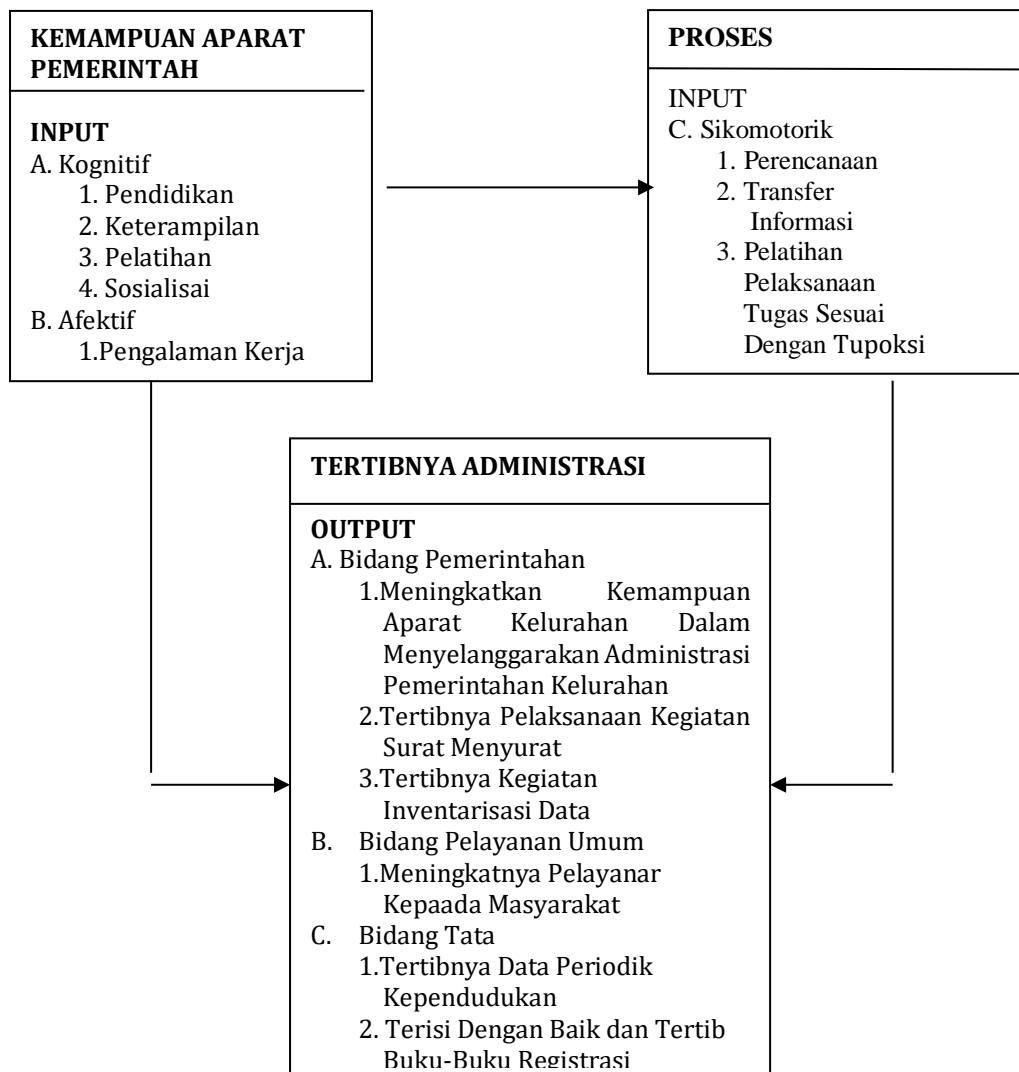 KEMAMPUAN APARAT
PEMERINTAH
INPUT
A. Kognitif
1. Pendidikan
2. Keterampilan
3. Pelatihan
4. Sosialisai
B. Afektif
1.Pengalaman Kerja
PROSES
INPUT
C. Sikomotorik
1. Perencanaan
2. Transfer
Informasi
3. Pelatihan
Pelaksanaan
Tugas Sesuai
Dengan Tupoksi
TERTIBNYA ADMINISTRASI
OUTPUT
A. Bidang Pemerintahan
1.Meningkatkan Kemampuan
Aparat Kelurahan Dalam
Menyelanggarakan Administrasi
Pemerintahan Kelurahan
2.Tertibnya Pelaksanaan Kegiatan
Surat Menyurat
3.Tertibnya Kegiatan
Inventarisasi Data
B. Bidang Pelayanan Umum
1.Meningkatnya Pelayanar
Kepaada Masyarakat
C. Bidang Tata
1.Tertibnya Data Periodik
Kependudukan
2. Terisi Dengan Baik dan Tertib
Buku-Buku Registrasi